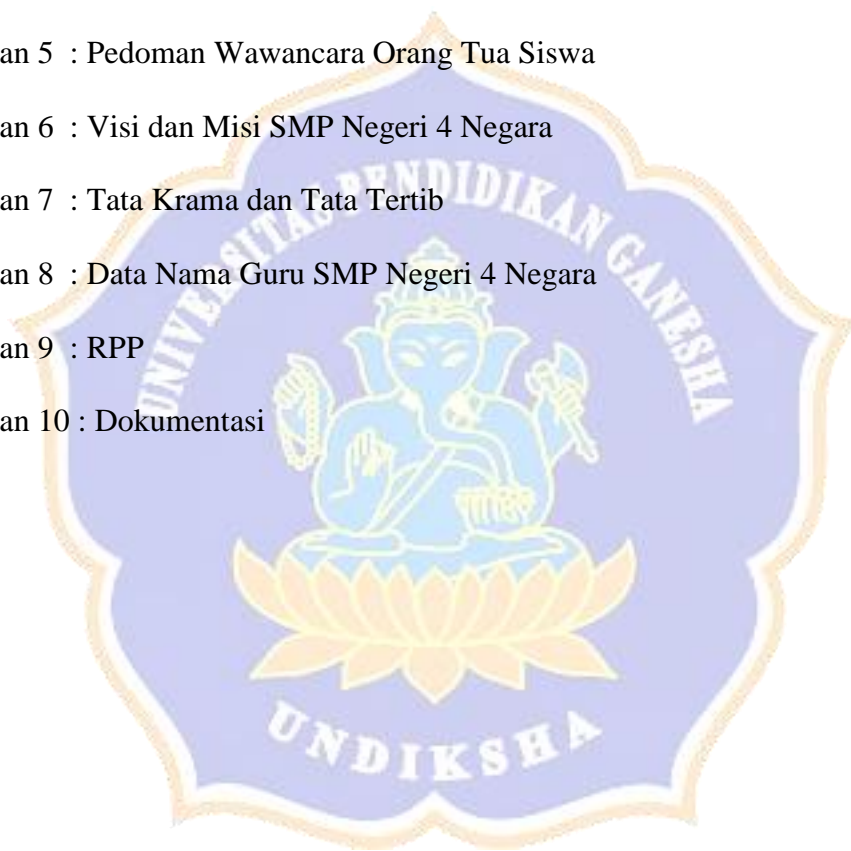 an 5 : Pedoman Wawancara Orang Tua Siswa
an 6 : Visi dan Misi SMP Negeri 4 Negara
an 7 : Tata Krama dan Tata Tertib
an 8 : Data Nama Guru SMP Negeri 4 Negara
an 9 : RPP
an 10 : Dokumentasi
UNIVERSITAS PENDIDIKAN GANESHA
UNDIKSHA